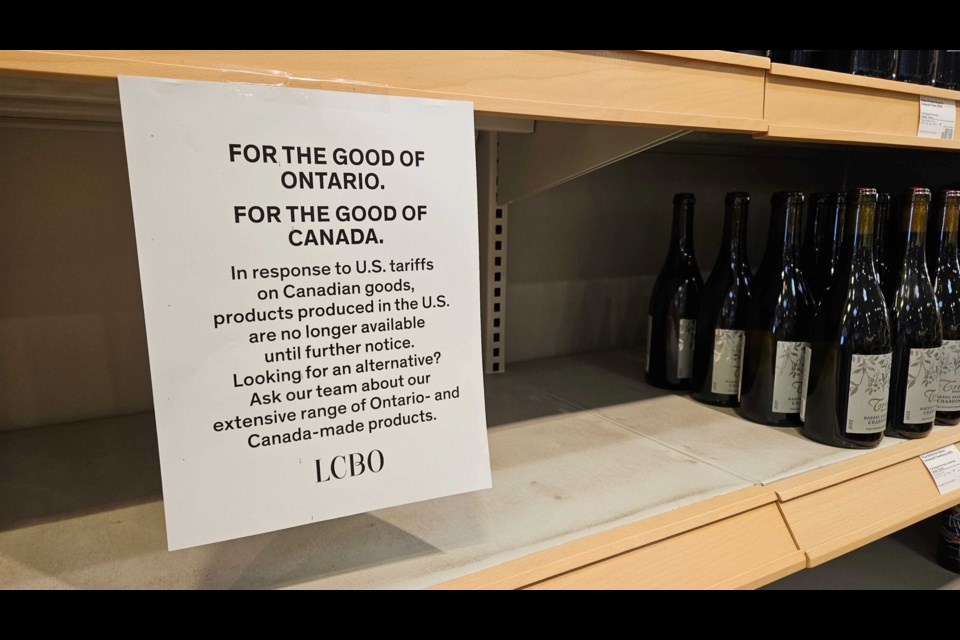 FOR THE GOOD OF
ONTARIO.
FOR THE GOOD OF
CANADA.
In response to U.S. tariffs
on Canadian goods,
products produced in the U.S.
are no longer available
until further notice.
Looking for an alternative?
Ask our team about our
extensive range of Ontario- and
Canada-made products.
LCBO